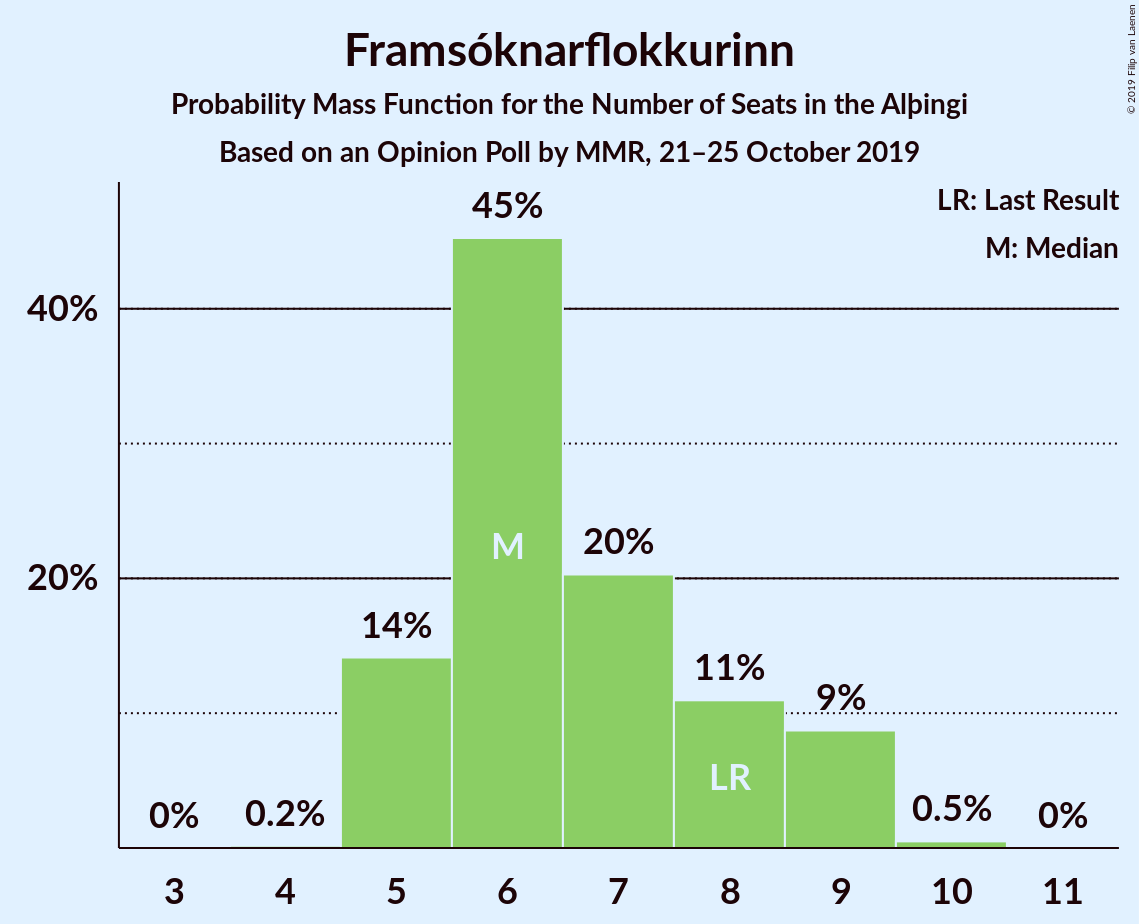 Framsóknarflokkurinn
Probability Mass Function for the Number of Seats in the Alþingi
Based on an Opinion Poll by MMR, 21–25 October 2019
© 2019 Filip van Laenen
LR: Last Result
M: Median
45%
40%
M
20%
20%
14%
11%
9%
LR
0%
0.2%
0.5%
0%
3 4 5 6 7 8 9 10 11